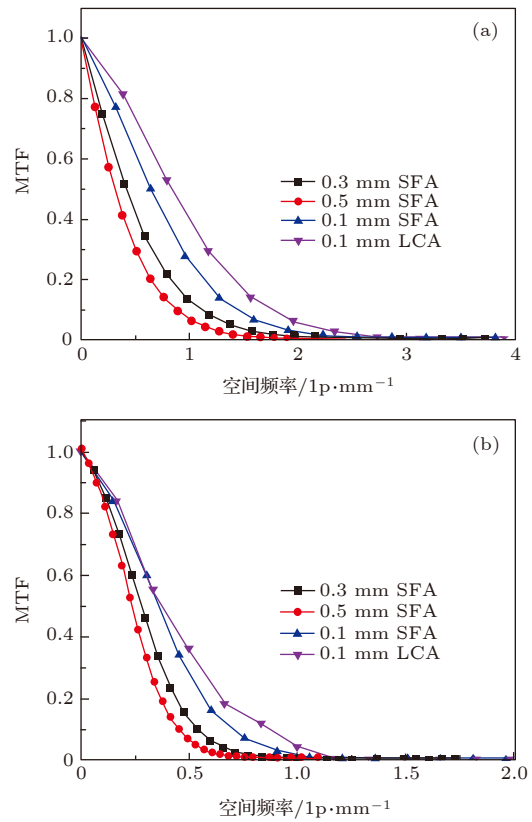 (a)
1.0
0.8
0.6
0.4
0.2
0
MTF
0.3 mm SFA
0.5 mm SFA
0.1 mm SFA
0.1 mm LCA
0 1 2 3 4
空间频率/1p·mm−1
(b)
1.0
0.8
0.6
0.4
0.2
0
MTF
0.3 mm SFA
0.5 mm SFA
0.1 mm SFA
0.1 mm LCA
0 0.5 1.0 1.5 2.0
空间频率/1p·mm−1